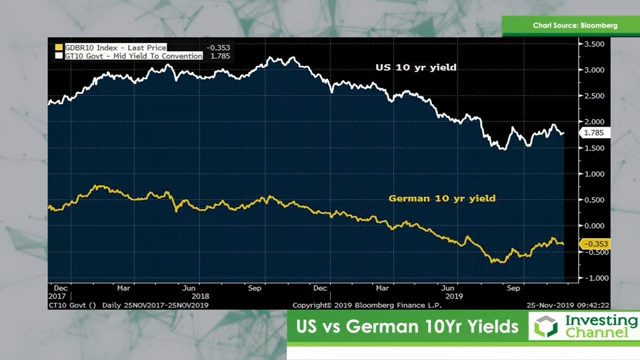 Chart Source: Bloomberg
GDBR10 Index - Last Price -0.353
GT10 Govt - Mid Yield To Convention 1.785
US 10 yr yield
German 10 yr yield
3.500
3.000
2.500
2.000
1.785
1.500
1.000
0.500
0.000
-0.353
-0.500
-1.000
Dec Mar Jun Sep Dec Mar Jun Sep
2017 2018 2019
CT10 Govt () Daily 25NOV2017-25NOV2019 Copyright© 2019 Bloomberg Finance L.P. 25-Nov-2019 09:42:22
US vs German 10Yr Yields
Investing
Channel